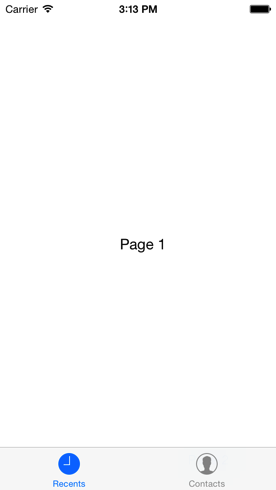 Carrier 3:13 PM
Page 1
Recents Contacts